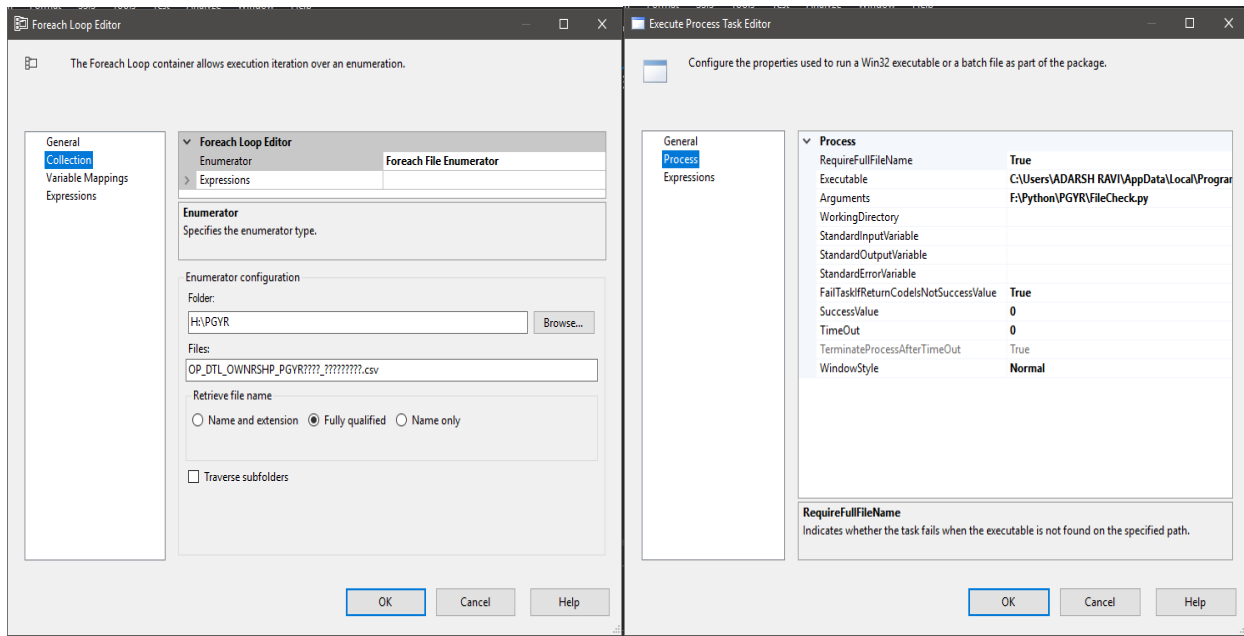 Foreach Loop Editor
The Foreach Loop container allows execution iteration over an enumeration.
General
Collection
Variable Mappings
Expressions
Foreach Loop Editor
Enumerator Foreach File Enumerator
Expressions
Enumerator
Specifies the enumerator type.
Enumerator configuration
Folder:
H:\PGYR
Browse...
Files:
OP_DTL_OWNRSHP_PGYR????_?????????.csv
Retrieve file name
Name and extension Fully qualified Name only
Traverse subfolders
OK Cancel Help
Execute Process Task Editor
Configure the properties used to run a Win32 executable or a batch file as part of the package.
General
Process
Expressions
Process
RequireFullFileName True
Executable C:\Users\ADARSH RAVI\AppData\Local\Progra
Arguments F:\Python\PGYR\FileCheck.py
WorkingDirectory
StandardInputVariable
StandardOutputVariable
StandardErrorVariable
FailTaskIfReturnCodeIsNotSuccessValue True
SuccessValue 0
TimeOut 0
TerminateProcessAfterTimeOut True
WindowStyle Normal
RequireFullFileName
Indicates whether the task fails when the executable is not found on the specified path.
OK Cancel Help